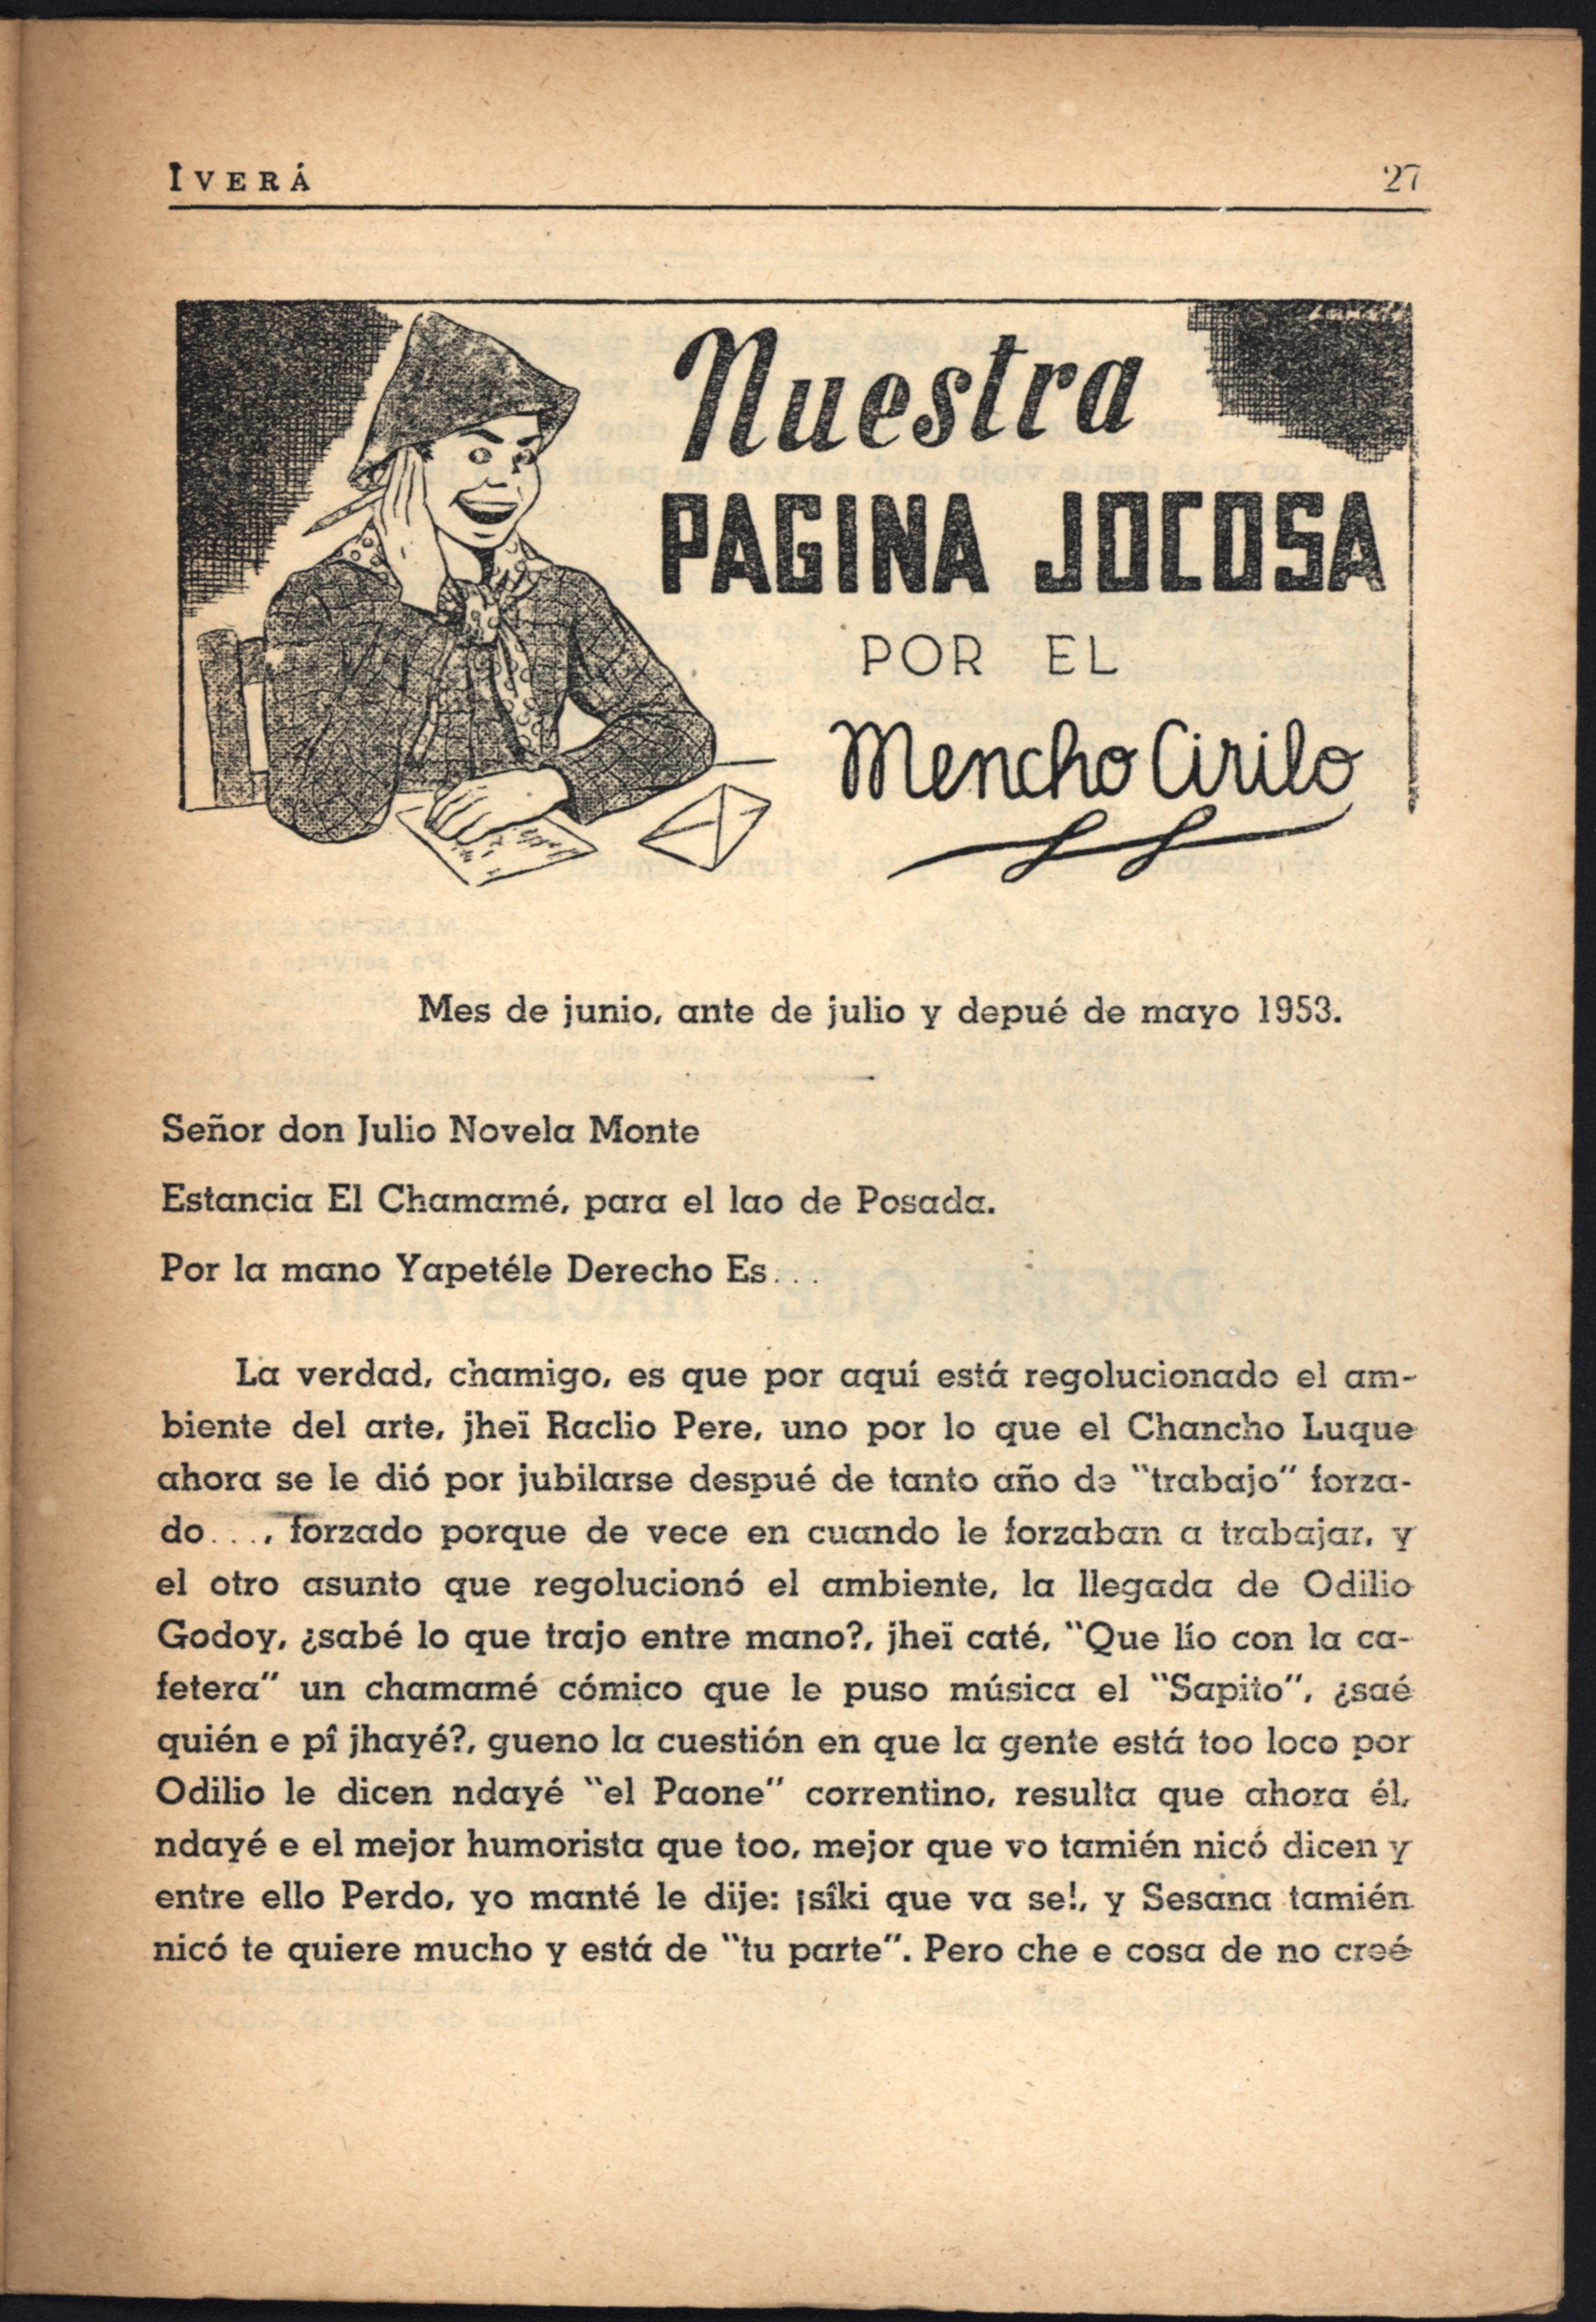 IVERÁ 27
Nuestra
PAGINA JOCOSA
POR EL
Mencho Cirilo
Mes de junio, ante de julio y depué de mayo 1953.
Señor don Julio Novela Monte
Estancia El Chamamé, para el lao de Posada.
Por la mano Yapetéle Derecho Es...
La verdad, chamigo, es que por aquí está regolucionado el am-
biente del arte, jheï Raclio Pere, uno por lo que el Chancho Luque
ahora se le dió por jubilarse despué de tanto año de "trabajo" forza-
do..., forzado porque de vece en cuando le forzaban a trabajar, y
el otro asunto que regolucionó el ambiente, la llegada de Odilio
Godoy, ¿sabé lo que trajo entre mano?, jheï caté, "Que lío con la ca-
fetera" un chamamé cómico que le puso música el "Sapito", ¿saé
quién e pî jhayé?, gueno la cuestión en que la gente está too loco por
Odilio le dicen ndayé "el Paone" correntino, resulta que ahora él,
ndayé e el mejor humorista que too, mejor que vo tamién nicó dicen y
entre ello Perdo, yo manté le dije: ¡sîki que va se!, y Sesana tamién
nicó te quiere mucho y está de "tu parte". Pero che e cosa de no creé